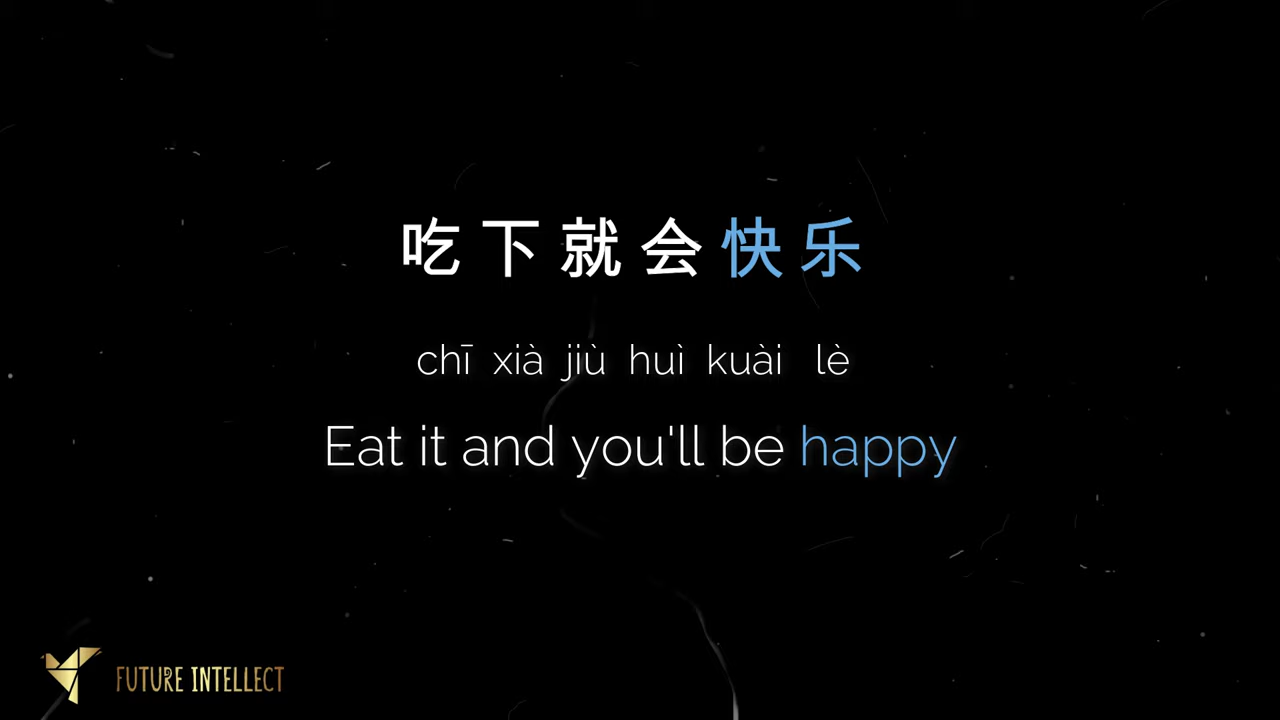 吃下就会快乐
chī xià jiù huì kuài lè
Eat it and you'll be happy
FUTURE INTELLECT